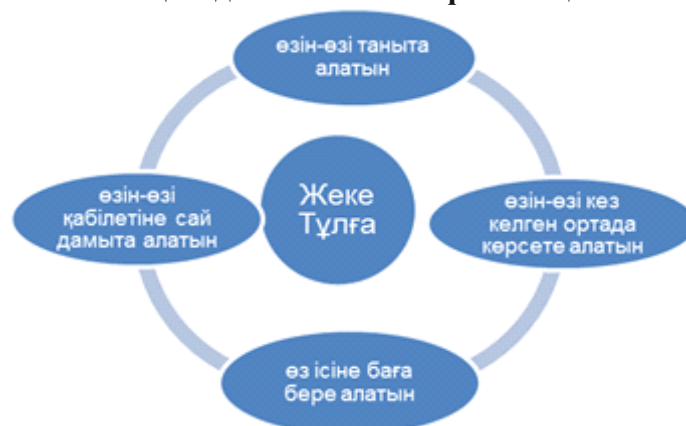 өзін-өзі таныта
алатын
өзін-өзі
қабілетіне сай
дамыта алатын
Жеке
Тұлға
өзін-өзі кез
келген ортада
көрсете алатын
өз ісіне баға
бере алатын